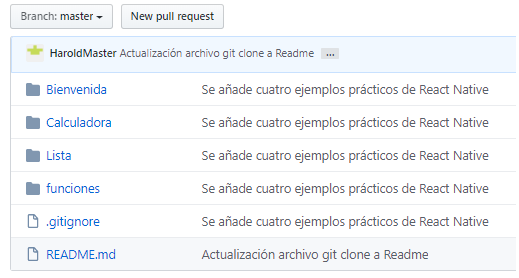 Branch: master New pull request
HaroldMaster Actualización archivo git clone a Readme ...
Bienvenida Se añade cuatro ejemplos prácticos de React Native
Calculadora Se añade cuatro ejemplos prácticos de React Native
Lista Se añade cuatro ejemplos prácticos de React Native
funciones Se añade cuatro ejemplos prácticos de React Native
.gitignore Se añade cuatro ejemplos prácticos de React Native
README.md Actualización archivo git clone a Readme